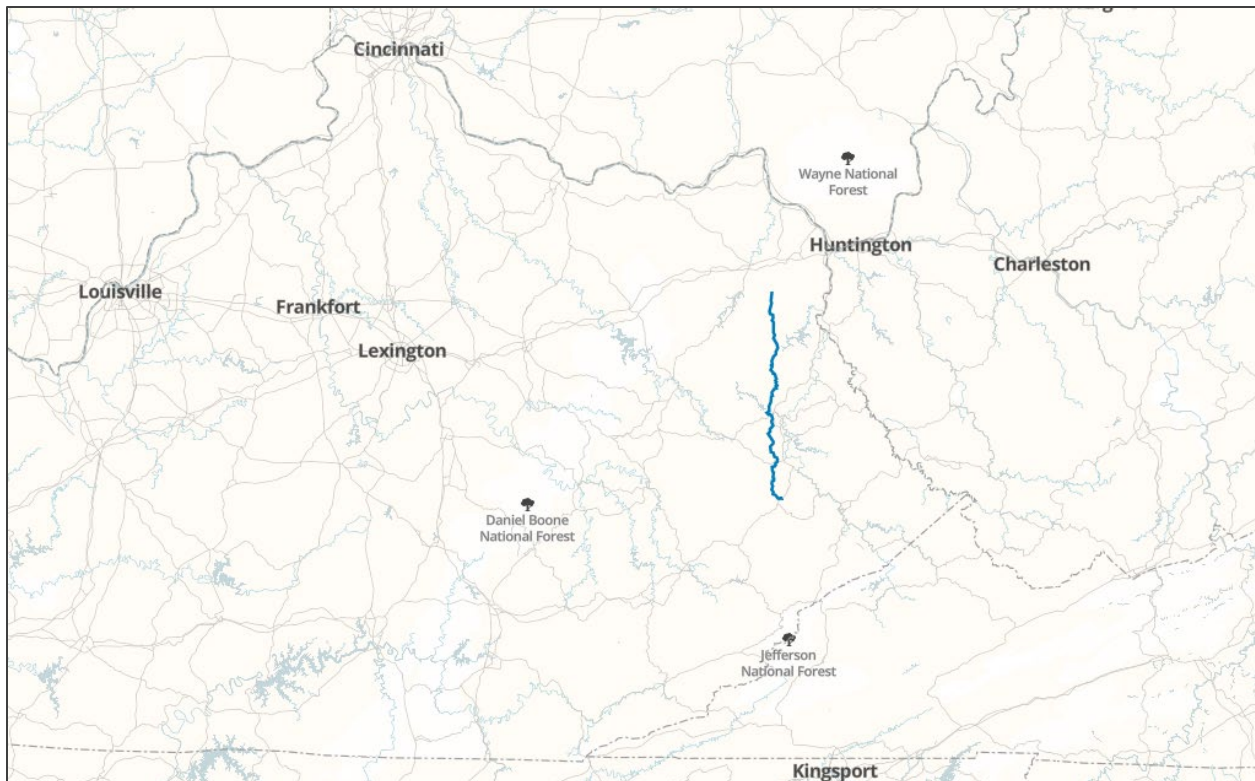 Cincinnati
Wayne National
Forest
Huntington
Charleston
Louisville
Frankfort
Lexington
Daniel Boone
National Forest
Jefferson
National Forest
Kingsport